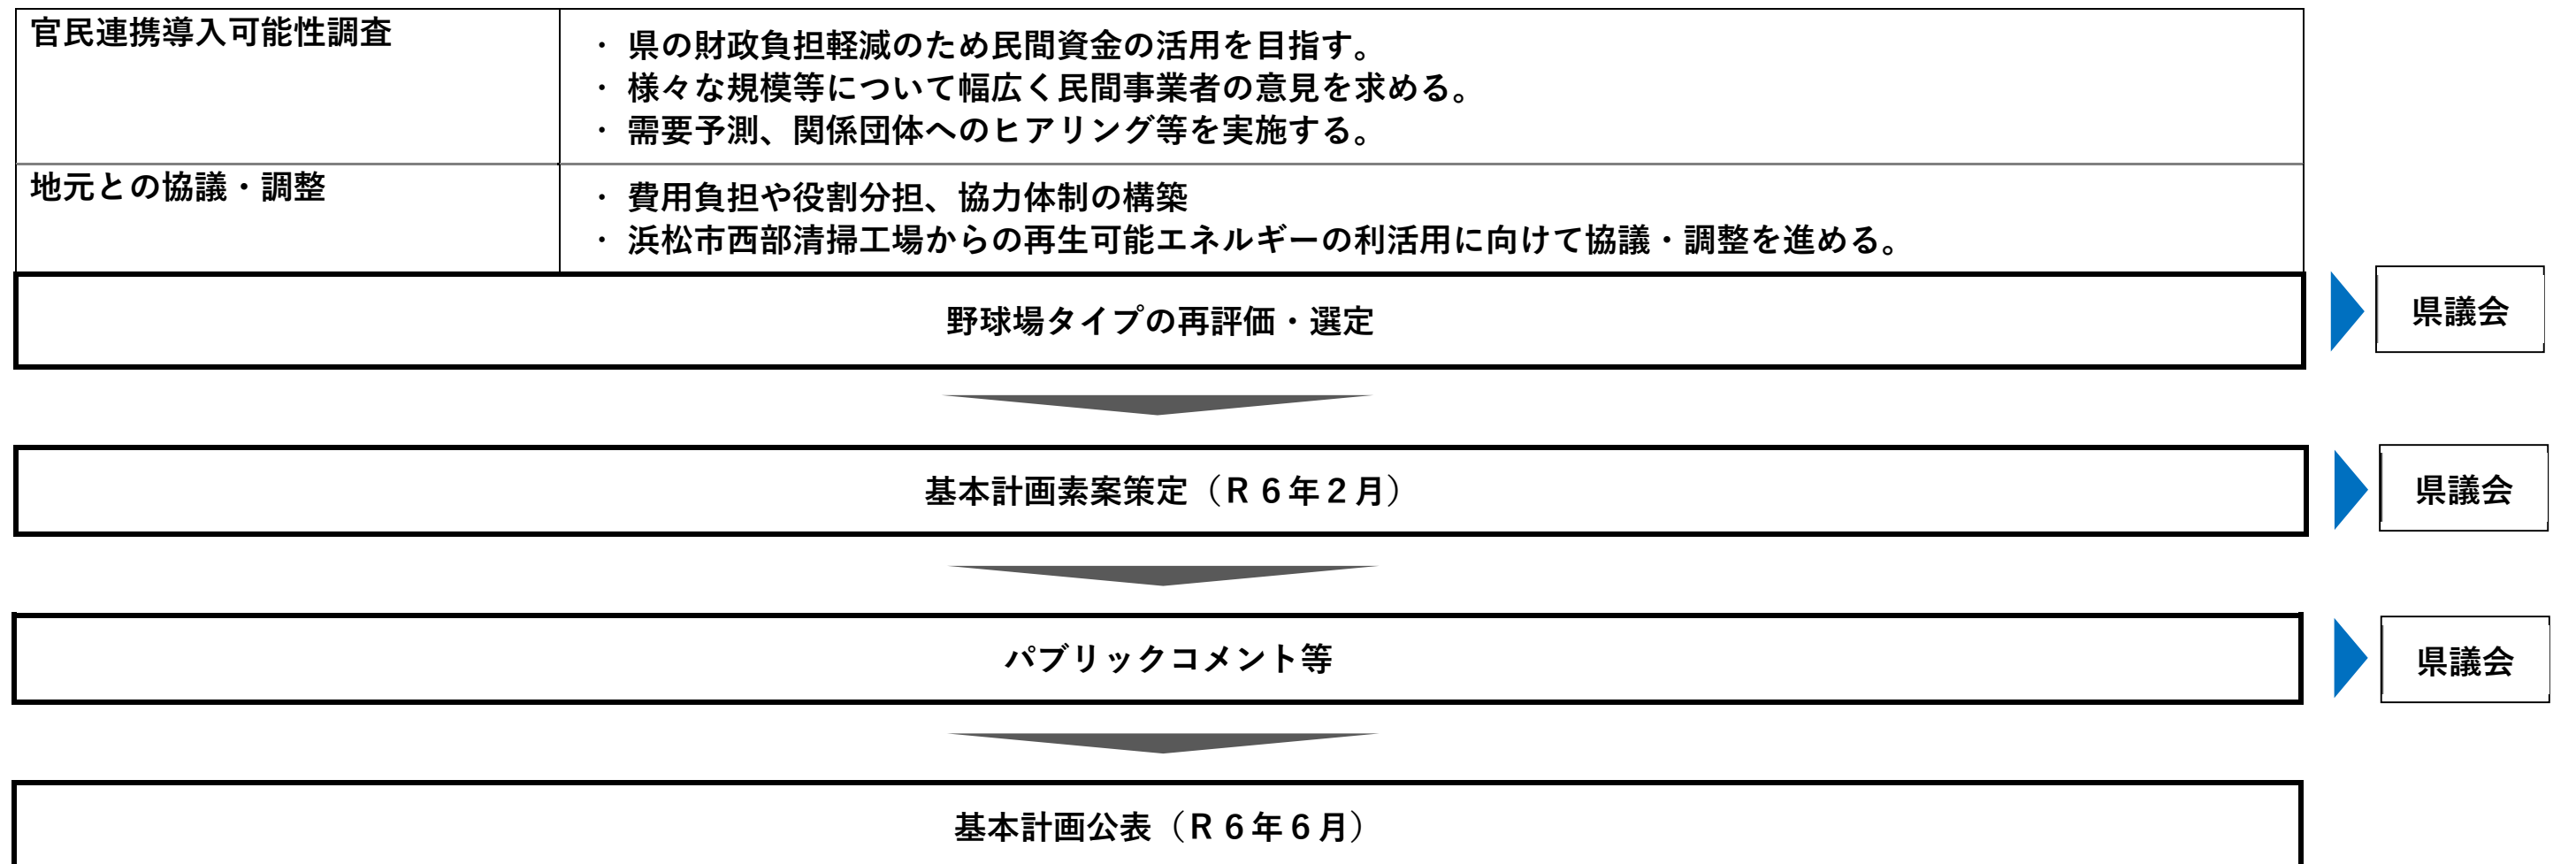 官民連携導入可能性調査
・ 県の財政負担軽減のため民間資金の活用を目指す。
・ 様々な規模等について幅広く民間事業者の意見を求める。
・ 需要予測、関係団体へのヒアリング等を実施する。
地元との協議・調整
・ 費用負担や役割分担、協力体制の構築
・ 浜松市西部清掃工場からの再生可能エネルギーの利活用に向けて協議・調整を進める。
野球場タイプの再評価・選定
県議会
基本計画素案策定（Ｒ６年２月）
県議会
パブリックコメント等
県議会
基本計画公表（Ｒ６年６月）